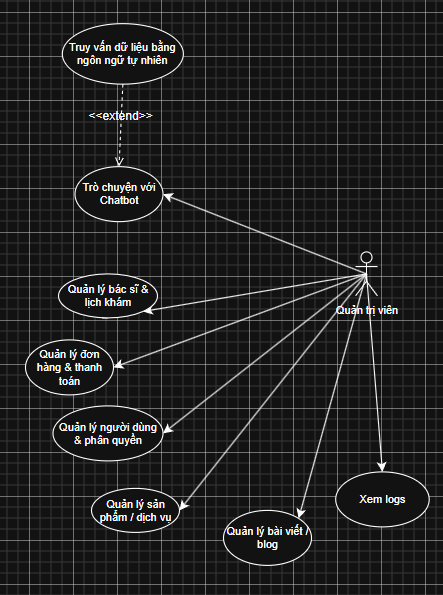 Truy vấn dữ liệu bằng
ngôn ngữ tự nhiên
<<extend>>
Trò chuyện với
Chatbot
Quản lý bác sĩ &
lịch khám
Quản trị viên
Quản lý đơn
hàng & thanh
toán
Quản lý người dùng
& phân quyền
Quản lý sản
phẩm / dịch vụ
Xem logs
Quản lý bài viết /
blog